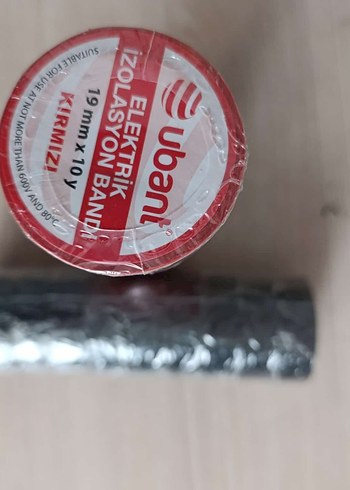 ubant
ELEKTRİK
İZOLASYON BANDI
19 mm x 10 y
KIRMIZI
SUITABLE FOR USE AT NOT MORE THAN 600V AND 80°C